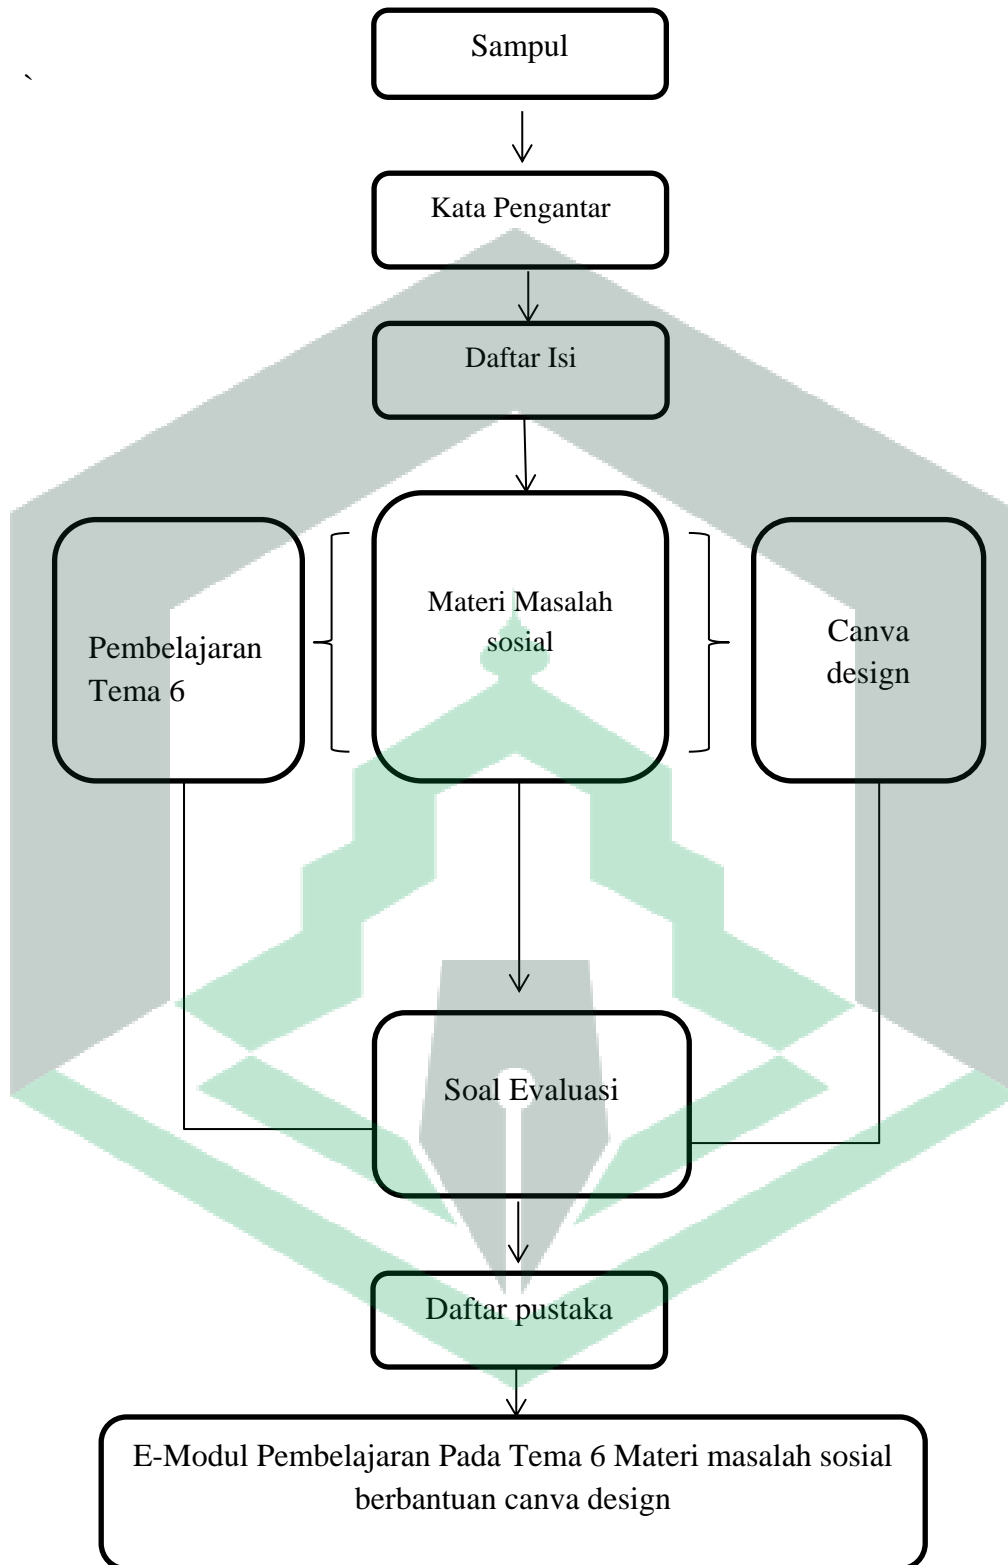 Sampul
`
Kata Pengantar
Daftar Isi
Materi Masalah
sosial
Pembelajaran
Tema 6
Canva
design
Soal Evaluasi
Daftar pustaka
E-Modul Pembelajaran Pada Tema 6 Materi masalah sosial
berbantuan canva design